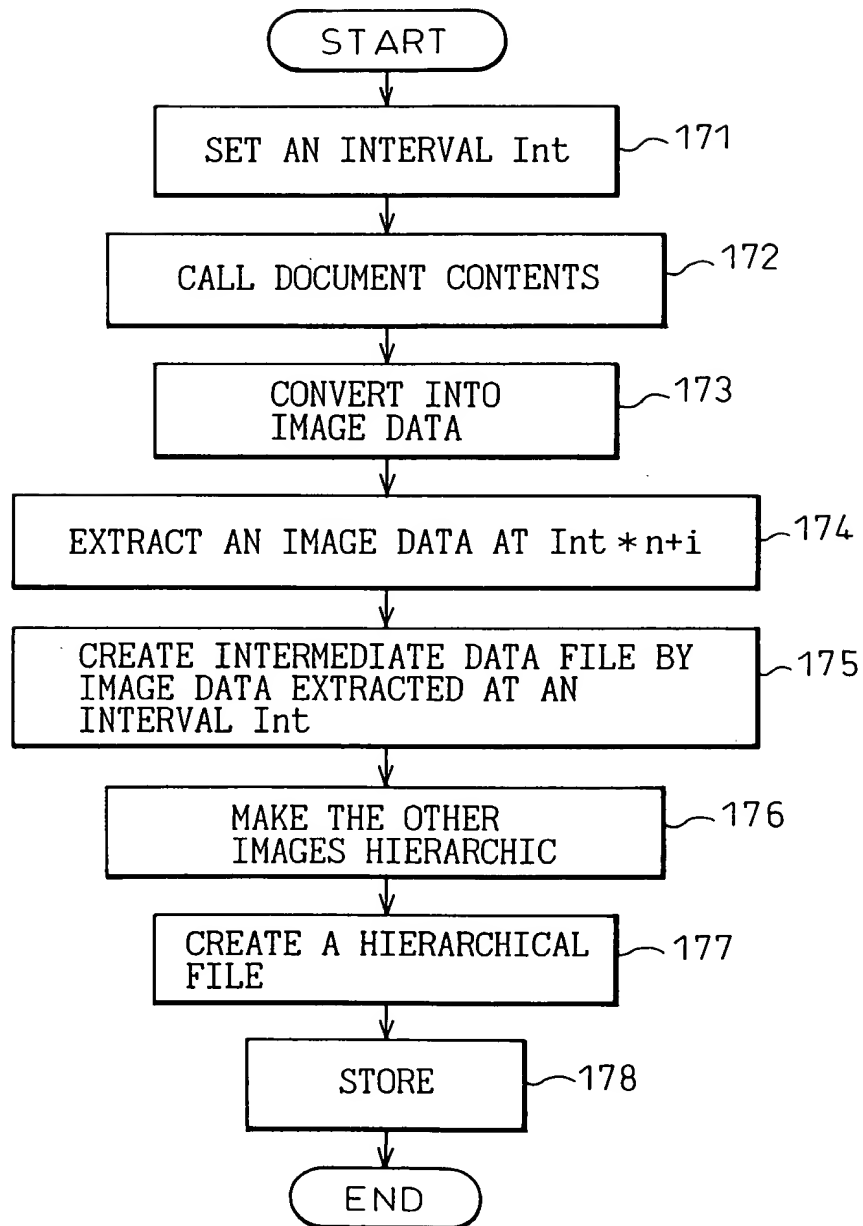 START
SET AN INTERVAL Int
171
CALL DOCUMENT CONTENTS
172
CONVERT INTO
IMAGE DATA
173
EXTRACT AN IMAGE DATA AT Int * n+i
174
CREATE INTERMEDIATE DATA FILE BY
IMAGE DATA EXTRACTED AT AN
INTERVAL Int
175
MAKE THE OTHER
IMAGES HIERARCHIC
176
CREATE A HIERARCHICAL
FILE
177
STORE
178
END